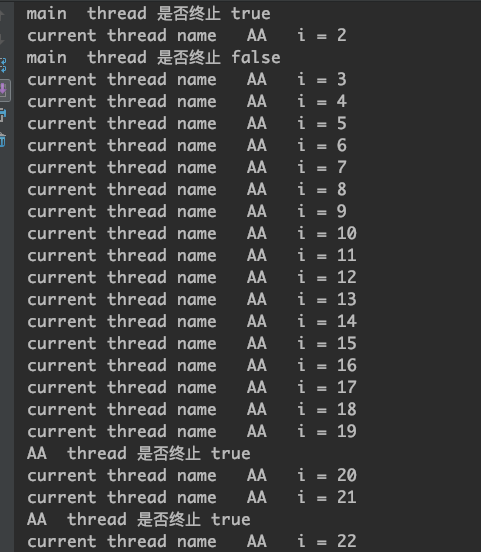 main  thread 是否终止 true
current thread name   AA   i = 2
main  thread 是否终止 false
current thread name   AA   i = 3
current thread name   AA   i = 4
current thread name   AA   i = 5
current thread name   AA   i = 6
current thread name   AA   i = 7
current thread name   AA   i = 8
current thread name   AA   i = 9
current thread name   AA   i = 10
current thread name   AA   i = 11
current thread name   AA   i = 12
current thread name   AA   i = 13
current thread name   AA   i = 14
current thread name   AA   i = 15
current thread name   AA   i = 16
current thread name   AA   i = 17
current thread name   AA   i = 18
current thread name   AA   i = 19
AA  thread 是否终止 true
current thread name   AA   i = 20
current thread name   AA   i = 21
AA  thread 是否终止 true
current thread name   AA   i = 22